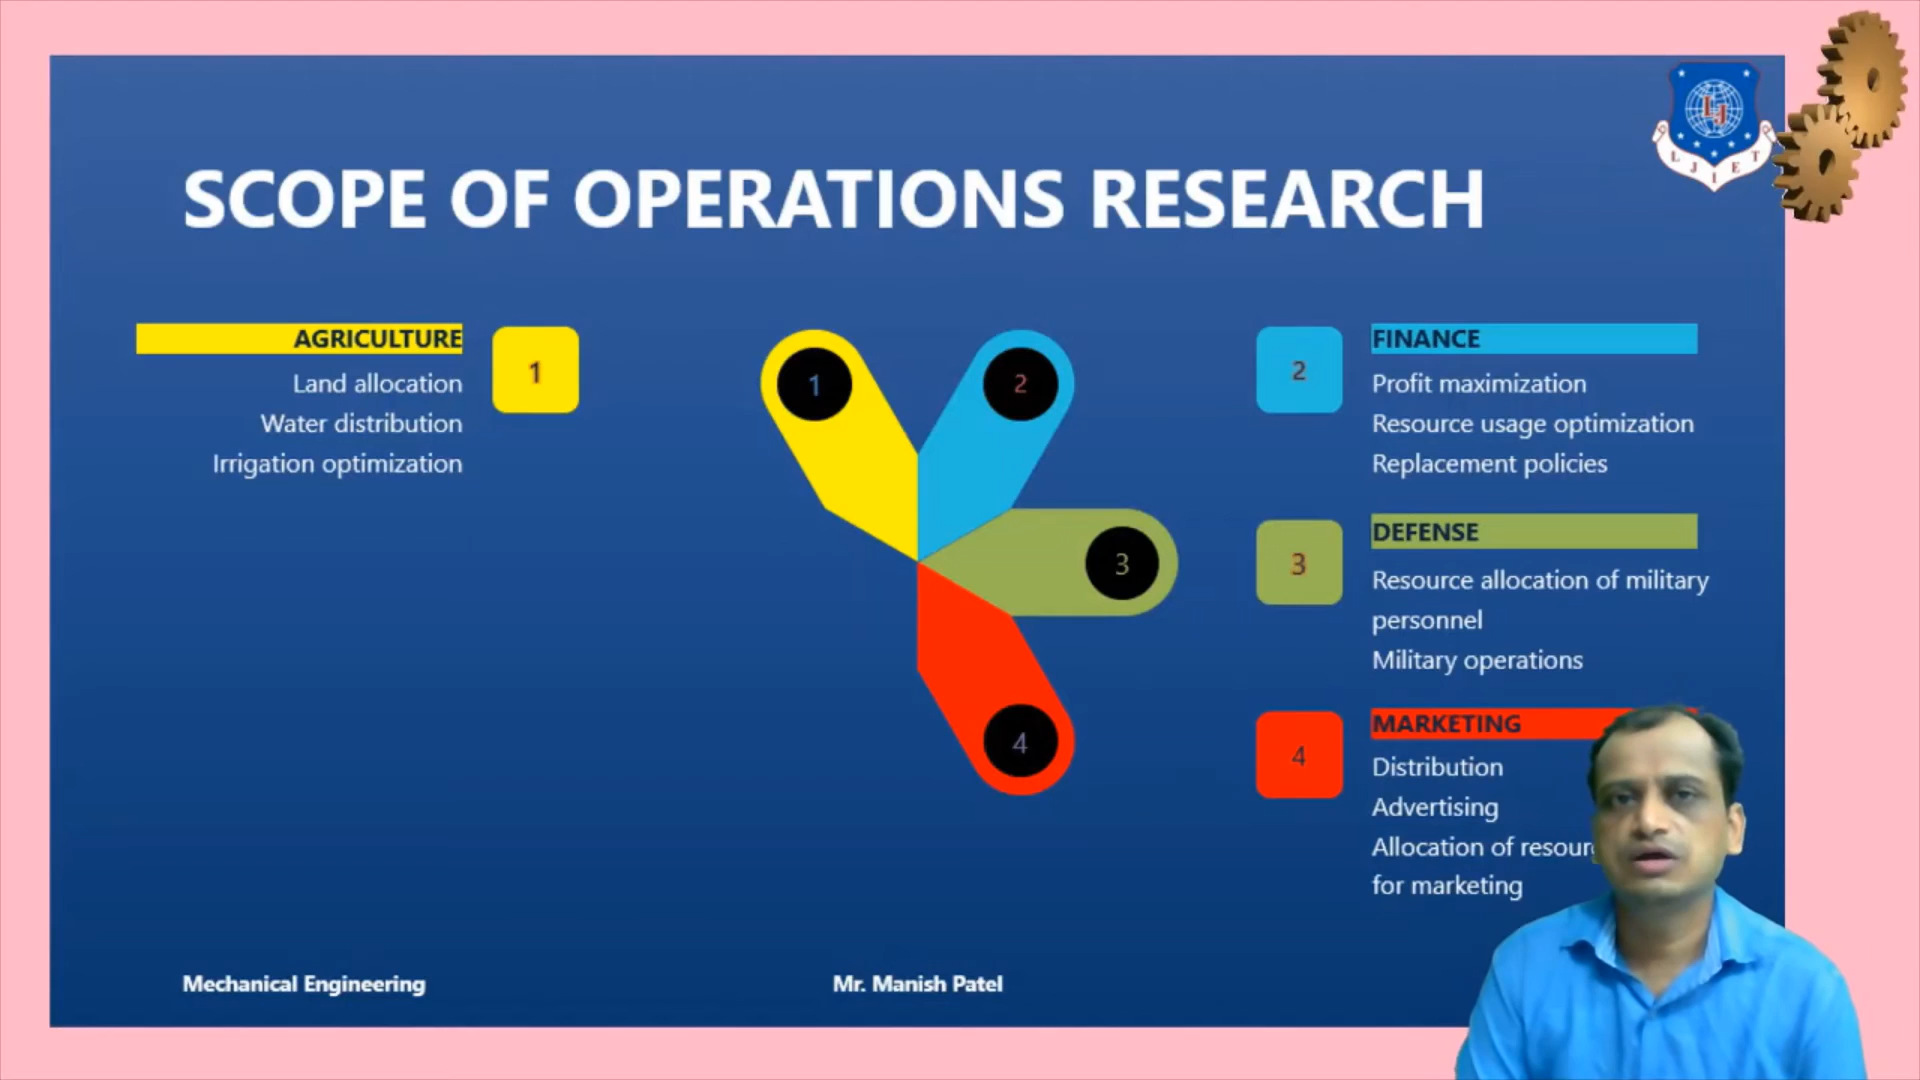 SCOPE OF OPERATIONS RESEARCH
LJ
LJIET
AGRICULTURE
Land allocation
Water distribution
Irrigation optimization
1
1
2
3
4
2
FINANCE
Profit maximization
Resource usage optimization
Replacement policies
3
DEFENSE
Resource allocation of military
personnel
Military operations
4
MARKETING
Distribution
Advertising
Allocation of
for marketing
Mechanical Engineering
Mr. Manish Patel